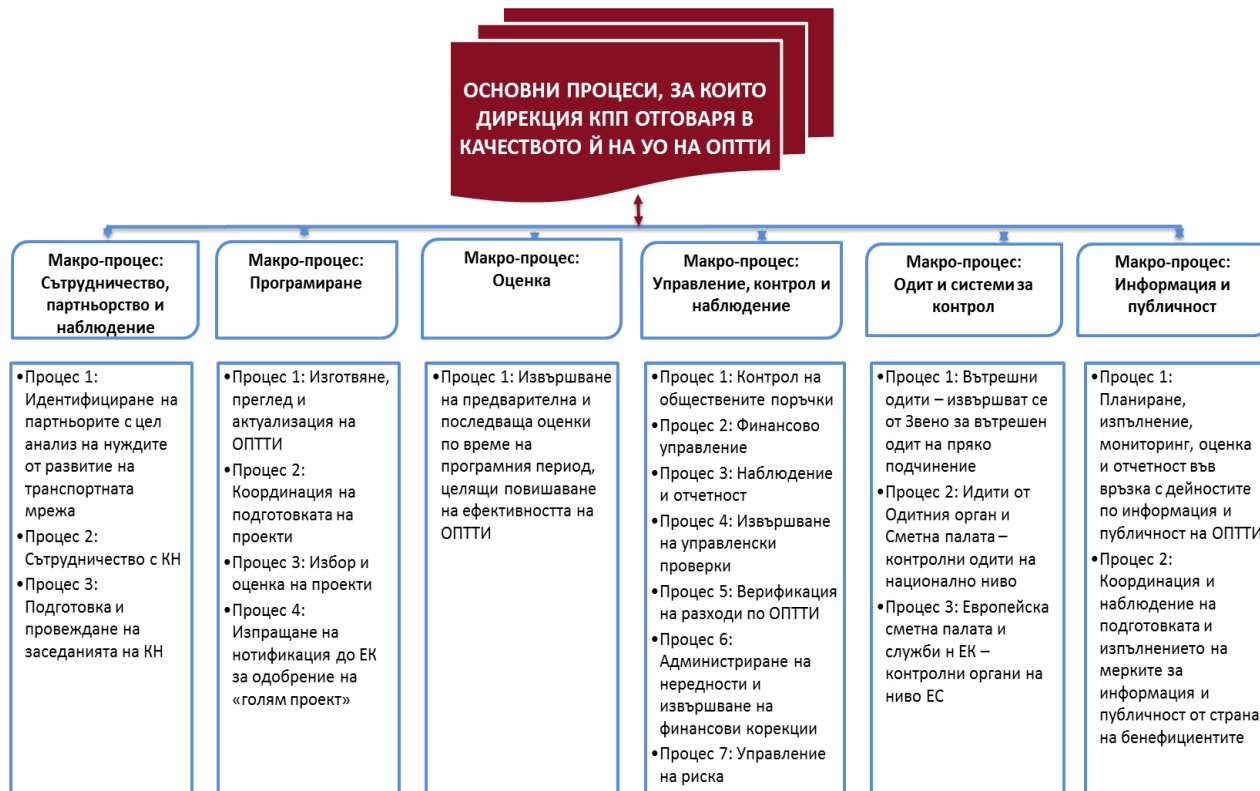 ОСНОВНИ ПРОЦЕСИ, ЗА КОИТО
ДИРЕКЦИЯ КПП ОТГОВАРЯ В
КАЧЕСТВОТО Й НА УО НА ОПТТИ
Макро-процес:
Сътрудничество,
партньорство и
наблюдение
•Процес 1:
Идентифициране на
партньорите с цел
анализ на нуждите
от развитие на
транспортната
мрежа
•Процес 2:
Сътрудничество с КН
•Процес 3:
Подготовка и
провеждане на
заседанията на КН
Макро-процес:
Програмиране
•Процес 1: Изготвяне,
преглед и
актуализация на
ОПТТИ
•Процес 2:
Координация на
подготовката на
проекти
•Процес 3: Избор и
оценка на проекти
•Процес 4:
Изпращане на
нотификация до ЕК
за одобрение на
«голям проект»
Макро-процес:
Оценка
•Процес 1: Извършване
на предварителна и
последваща оценки
по време на
програмния период,
целящи повишаване
на ефективността на
ОПТТИ
Макро-процес:
Управление, контрол и
наблюдение
•Процес 1: Контрол на
обществените поръчки
•Процес 2: Финансово
управление
•Процес 3: Наблюдение
и отчетност
•Процес 4: Извършване
на управленски
проверки
•Процес 5: Верификация
на разходи по ОПТТИ
•Процес 6:
Администриране на
нередности и
извършване на
финансови корекции
•Процес 7: Управление
на риска
Макро-процес:
Одит и системи за
контрол
•Процес 1: Вътрешни
одити – извършват се
от Звено за вътрешен
одит на пряко
подчинение
•Процес 2: Идити от
Одитния орган и
Сметна палата –
контролни одити на
национално ниво
•Процес 3: Европейска
сметна палата и
служби н ЕК –
контролни органи на
ниво ЕС
Макро-процес:
Информация и
публичност
•Процес 1:
Планиране,
изпълнение,
мониторинг, оценка
и отчетност във
връзка с дейностите
по информация и
публичност на ОПТТИ
•Процес 2:
Координация и
наблюдение на
подготовката и
изпълнението на
мерките за
информация и
публичност от страна
на бенефициентите